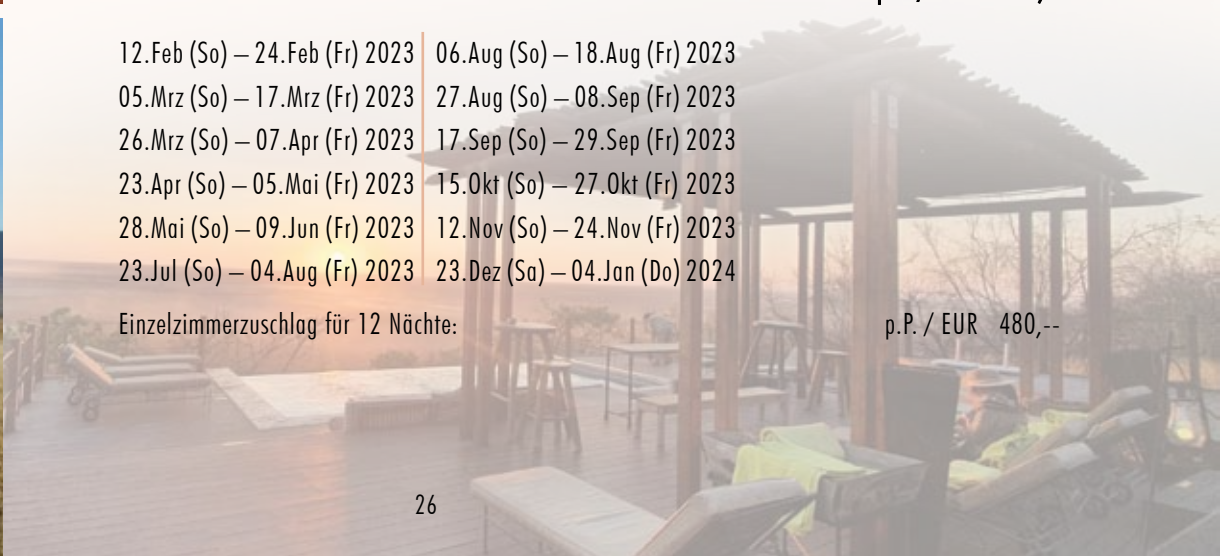 12.Feb (So) – 24.Feb (Fr) 2023
05.Mrz (So) – 17.Mrz (Fr) 2023
26.Mrz (So) – 07.Apr (Fr) 2023
23.Apr (So) – 05.Mai (Fr) 2023
28.Mai (So) – 09.Jun (Fr) 2023
23.Jul (So) – 04.Aug (Fr) 2023
06.Aug (So) – 18.Aug (Fr) 2023
27.Aug (So) – 08.Sep (Fr) 2023
17.Sep (So) – 29.Sep (Fr) 2023
15.Okt (So) – 27.Okt (Fr) 2023
12.Nov (So) – 24.Nov (Fr) 2023
23.Dez (Sa) – 04.Jan (Do) 2024
Einzelzimmerzuschlag für 12 Nächte: p.P. / EUR 480,--
26